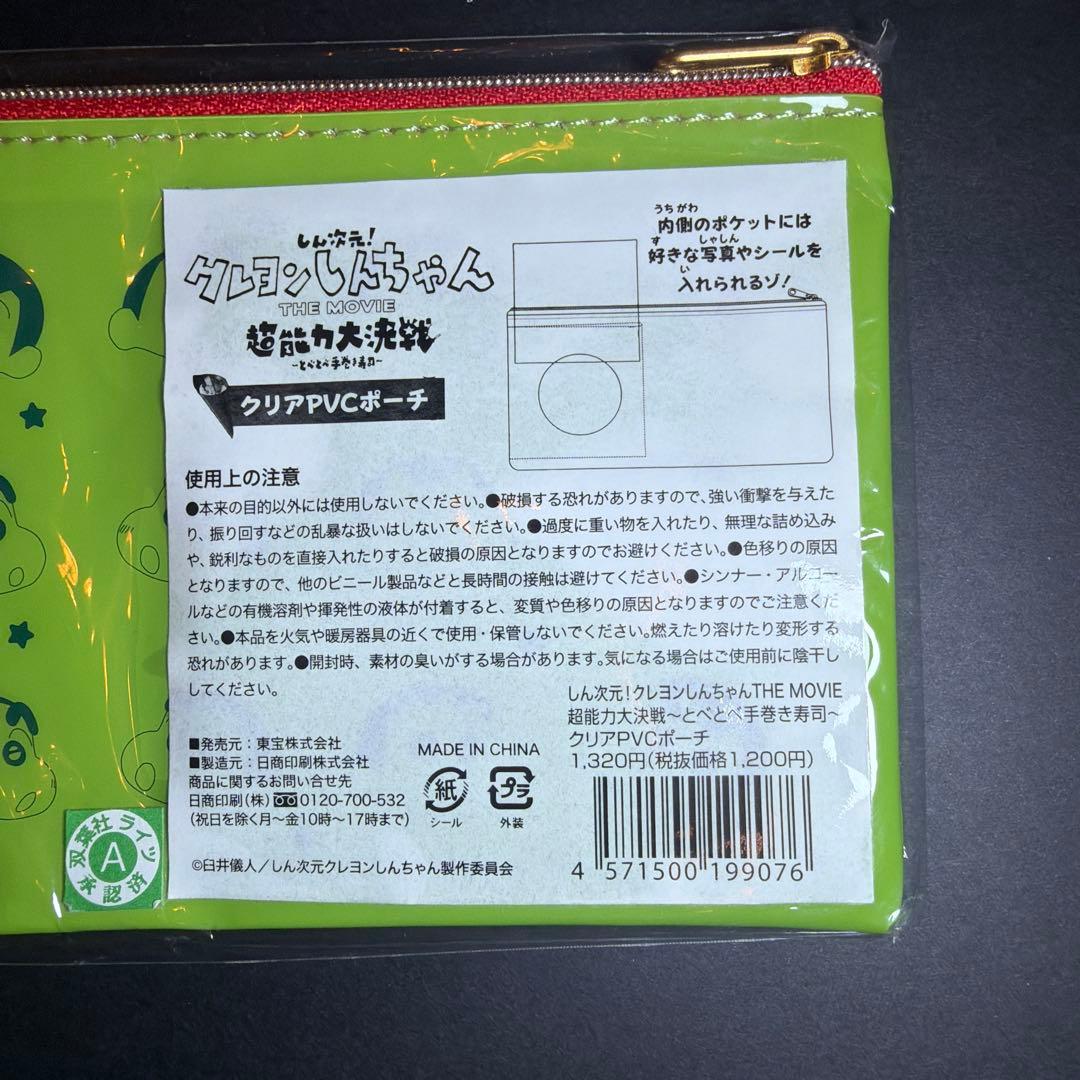 しん次元!
クレヨンしんちゃん
THE MOVIE
超能力大決戦
~とべとべ手巻き寿司~
クリアPVCポーチ
うちがわ
内側のポケットには
す しゃしん
好きな写真やシールを
い
入れられるゾ!
使用上の注意
●本来の目的以外には使用しないでください。●破損する恐れがありますので、強い衝撃を与えた
り、振り回すなどの乱暴な扱いはしないでください。●過度に重い物を入れたり、無理な詰め込み
や、鋭利なものを直接入れたりすると破損の原因となりますのでお避けください。●色移りの原因
となりますので、他のビニール製品などと長時間の接触は避けてください。●シンナー・アルコー
ルなどの有機溶剤や揮発性の液体が付着すると、変質や色移りの原因となりますのでご注意くだ
さい。●本品を火気や暖房器具の近くで使用・保管しないでください。燃えたり溶けたり変形する
恐れがあります。●開封時、素材の臭いがする場合があります。気になる場合はご使用前に陰干し
してください。
しん次元!クレヨンしんちゃんTHE MOVIE
超能力大決戦~とべとべ手巻き寿司~
クリアPVCポーチ
1,320円(税抜価格1,200円)
■発売元:東宝株式会社
■製造元:日商印刷株式会社
商品に関するお問い合せ先
日商印刷(株)0120-700-532
(祝日を除く月~金10時~17時まで)
MADE IN CHINA
紙
シール
プラ
外装
©臼井儀人/しん次元クレヨンしんちゃん製作委員会
4 571500 199076
双葉社ライツ
A
承認済